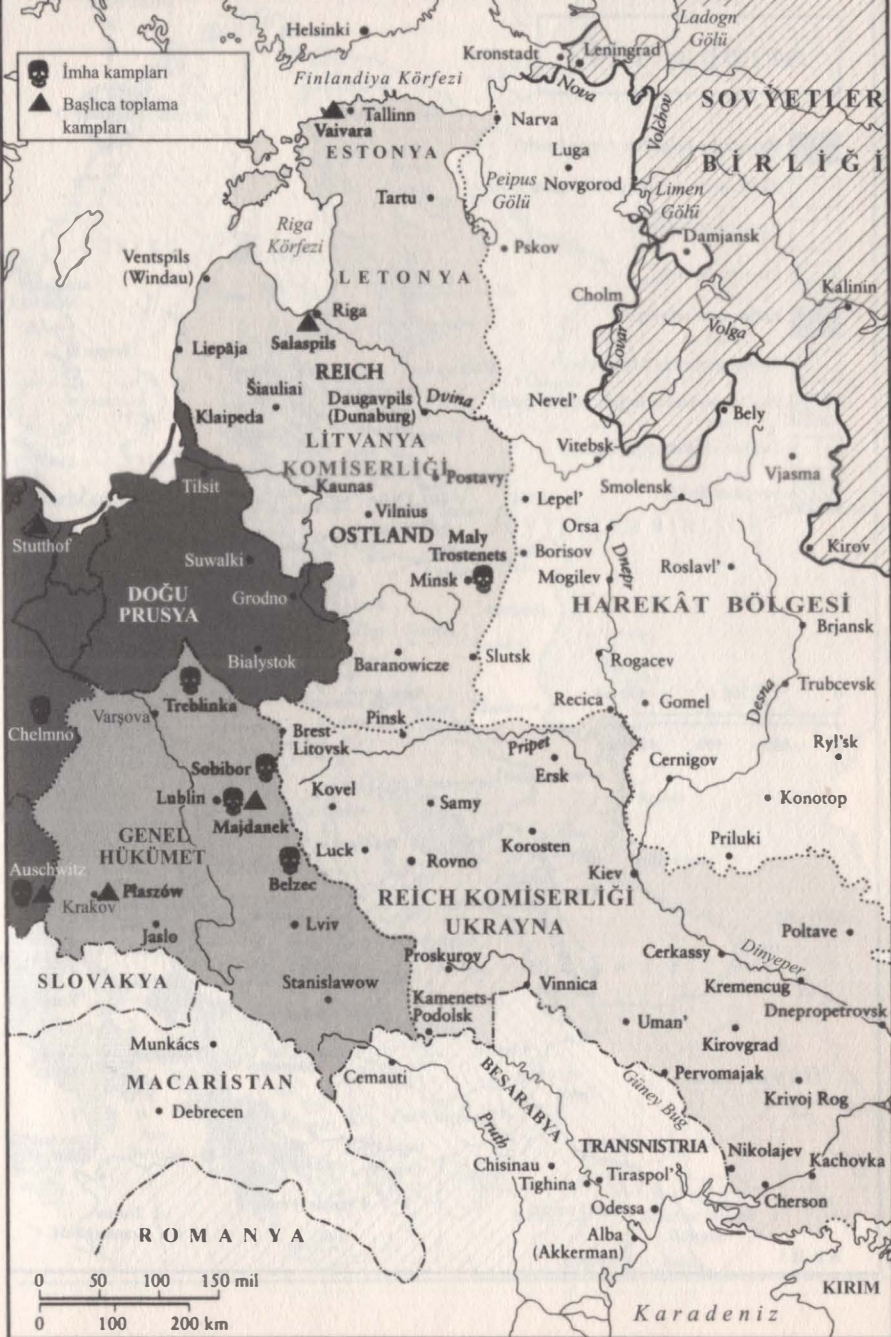 Helsinki
Ladogn
Gölü
Kronstadt
Leningrad
İmha kampları
Başlıca toplama
kampları
Finlandiya Körfezi
Nova
Volchov
SOVYETLER
BİRLİĞİ
Tallinn
Vaivara
Narva
ESTONYA
Luga
Peipus
Gölü
Novgorod
Limen
Gölü
Tartu
Riga
Körfezi
Pskov
Damjansk
Ventspils
(Windau)
LETONYA
Cholm
Kalinin
Riga
Salaspils
Lovar
Volga
Liepāja
REICH
Šiauliai
Daugavpils
(Dunaburg)
Dvina
Nevel'
Bely
Klaipeda
LİTVANYA
Vitebsk
KOMİSERLİĞİ
Postavy
Vjasma
Tilsit
Kaunas
Lepel'
Smolensk
Vilnius
OSTLAND
Maly
Trostenets
Orsa
Stutthof
Suwalki
Borisov
Dnepr
Kirov
Minsk
Mogilev
Roslavl'
DOĞU
PRUSYA
Grodno
HAREKÂT BÖLGESİ
Brjansk
Bialystok
Baranowicze
Slutsk
Rogacev
Trubcevsk
Treblinka
Recica
Gomel
Desna
Chelmno
Varşova
Brest-
Litovsk
Pinsk
Pripet
Ryl'sk
Sobibor
Ersk
Cernigov
Lublin
Majdanek
Kovel
Samy
Konotop
GENEL
HÜKÜMET
Luck
Rovno
Korosten
Priluki
Auschwitz
Belzec
Kiev
Krakov
Płaszów
REİCH KOMİSERLİĞİ
UKRAYNA
Jaslo
Lviv
Poltave
Proskurov
Cerkassy
Dinyeper
SLOVAKYA
Stanislawow
Vinnica
Kremencug
Kamenets-
Podolsk
Dnepropetrovsk
Uman'
Kirovgrad
Munkács
MACARİSTAN
Cemauti
BESARABYA
Güney Bug
Pervomajak
Krivoj Rog
Debrecen
Pruth
TRANSNISTRIA
Nikolajev
Kachovka
Chisinau
Tighina
Tiraspol'
Cherson
ROMANYA
Odessa
Alba
(Akkerman)
0 50 100 150 mil
0 100 200 km
KIRIM
Karadeniz